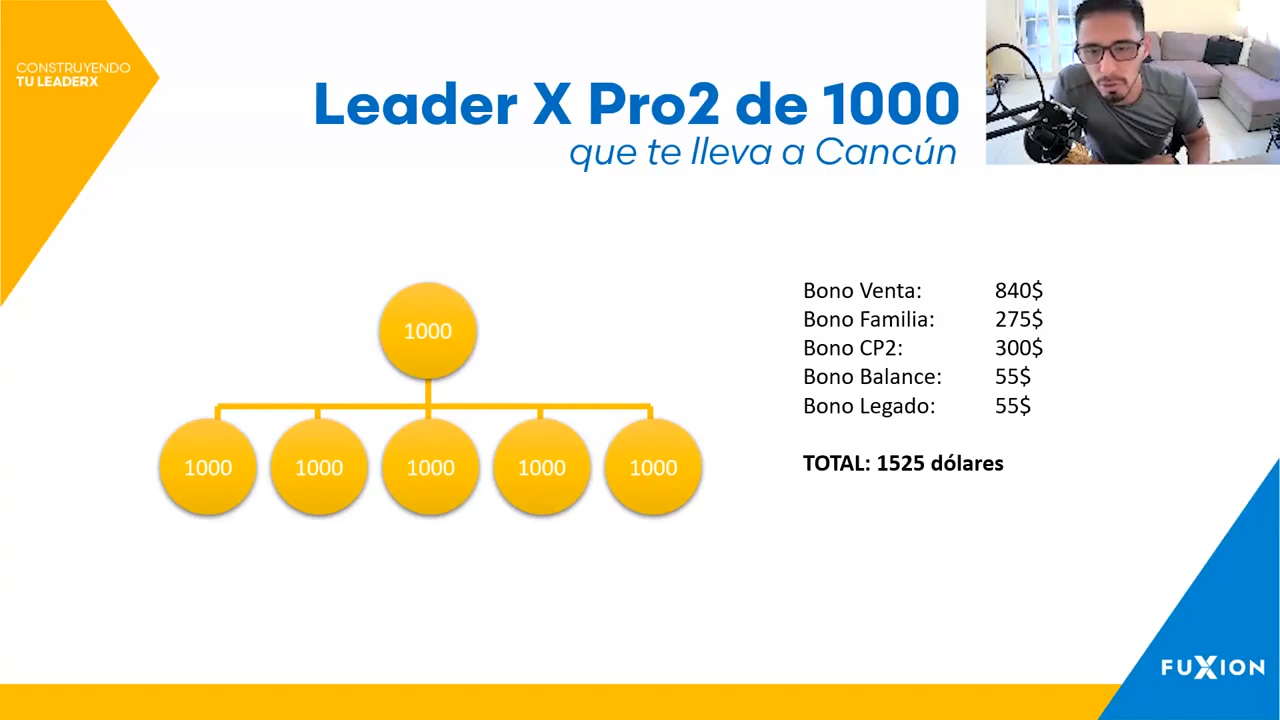 CONSTRUYENDO
TU LEADERX
Leader X Pro2 de 1000
que te lleva a Cancún
1000
1000 1000 1000 1000 1000
Bono Venta: 840$
Bono Familia: 275$
Bono CP2: 300$
Bono Balance: 55$
Bono Legado: 55$
TOTAL: 1525 dólares
FUXION